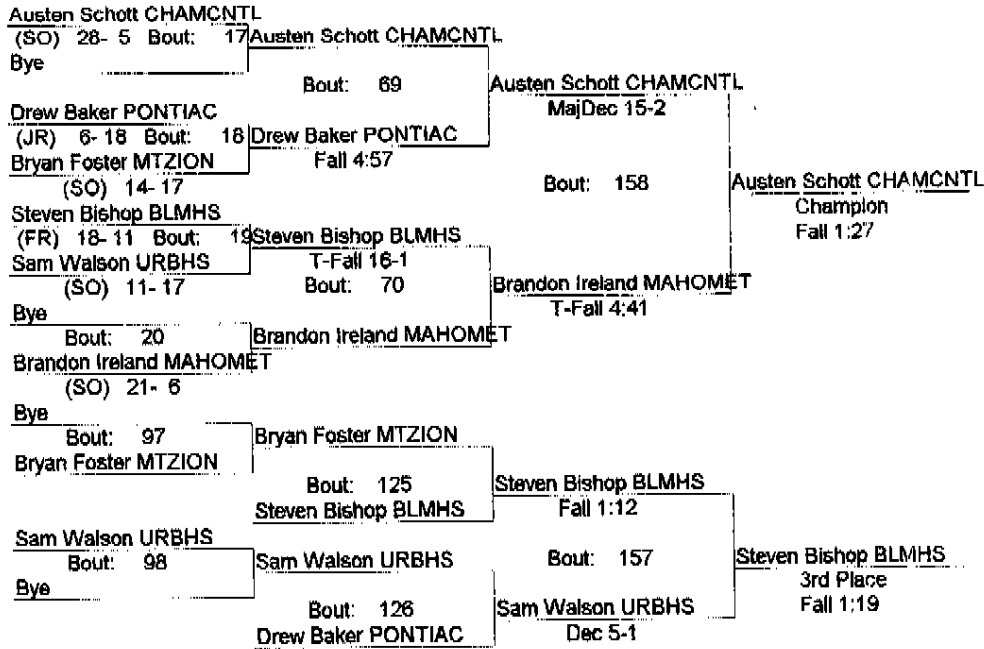 Austen Schott CHAMCNTL
(SO) 28- 5 Bout: 17 Austen Schott CHAMCNTL
Bye
Bout: 69 Austen Schott CHAMCNTL
MajDec 15-2
Drew Baker PONTIAC
(JR) 6- 18 Bout: 18 Drew Baker PONTIAC
Bryan Foster MTZION Fall 4:57
(SO) 14- 17 Bout: 158 Austen Schott CHAMCNTL
Steven Bishop BLMHS Champion
(FR) 18- 11 Bout: 19 Steven Bishop BLMHS Fall 1:27
Sam Walson URBHS T-Fall 16-1
(SO) 11- 17 Bout: 70 Brandon Ireland MAHOMET
Bye T-Fall 4:41
Bout: 20 Brandon Ireland MAHOMET
Brandon Ireland MAHOMET
(SO) 21- 6
Bye
Bout: 97 Bryan Foster MTZION
Bryan Foster MTZION
Bout: 125 Steven Bishop BLMHS
Steven Bishop BLMHS Fall 1:12
Sam Walson URBHS
Bout: 98 Sam Walson URBHS Bout: 157 Steven Bishop BLMHS
Bye 3rd Place
Bout: 126 Sam Walson URBHS Fall 1:19
Drew Baker PONTIAC Dec 5-1